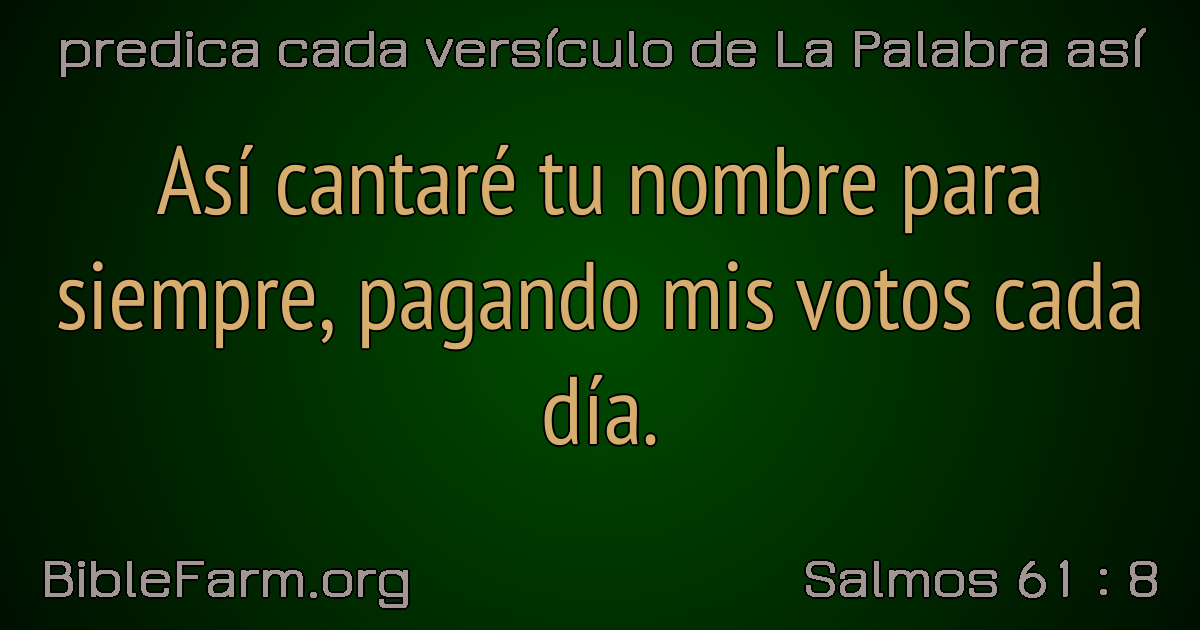 predica cada versículo de La Palabra así
Así cantaré tu nombre para
siempre, pagando mis votos cada
día.
BibleFarm.org
Salmos 61 : 8